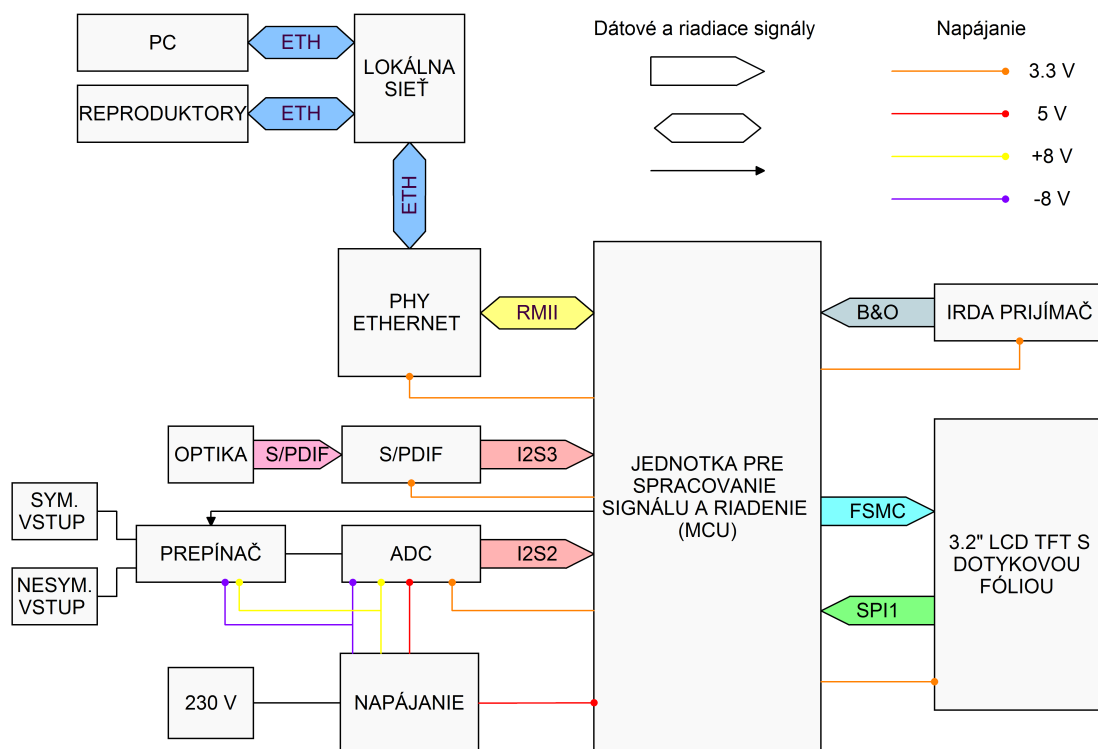 PC
ETH
LOKÁLNA
SIEŤ
REPRODUKTORY
ETH
ETH
Dátové a riadiace signály
Napájanie
3.3 V
5 V
+8 V
-8 V
PHY
ETHERNET
RMII
B&O
IRDA PRIJÍMAČ
OPTIKA
S/PDIF
S/PDIF
I2S3
JEDNOTKA PRE
SPRACOVANIE
SIGNÁLU A RIADENIE
(MCU)
FSMC
3.2" LCD TFT S
DOTYKOVOU
FÓLIOU
SPI1
SYM.
VSTUP
PREPÍNAČ
ADC
I2S2
NESYM.
VSTUP
230 V
NAPÁJANIE